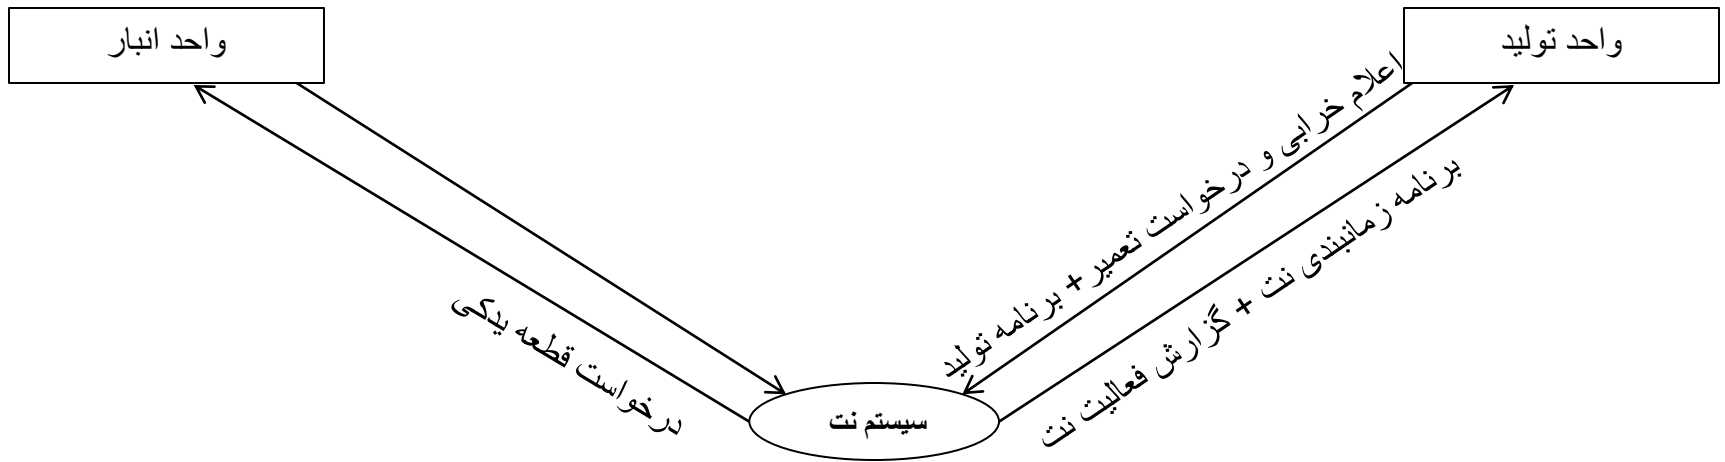 واحد تولید
واحد انبار
اعلام خرابی و درخواست تعمیر+ برنامه تولید
برنامه زمانبندی نت + گزارش فعالیت نت
درخواست قطعه یدکی
سیستم نت